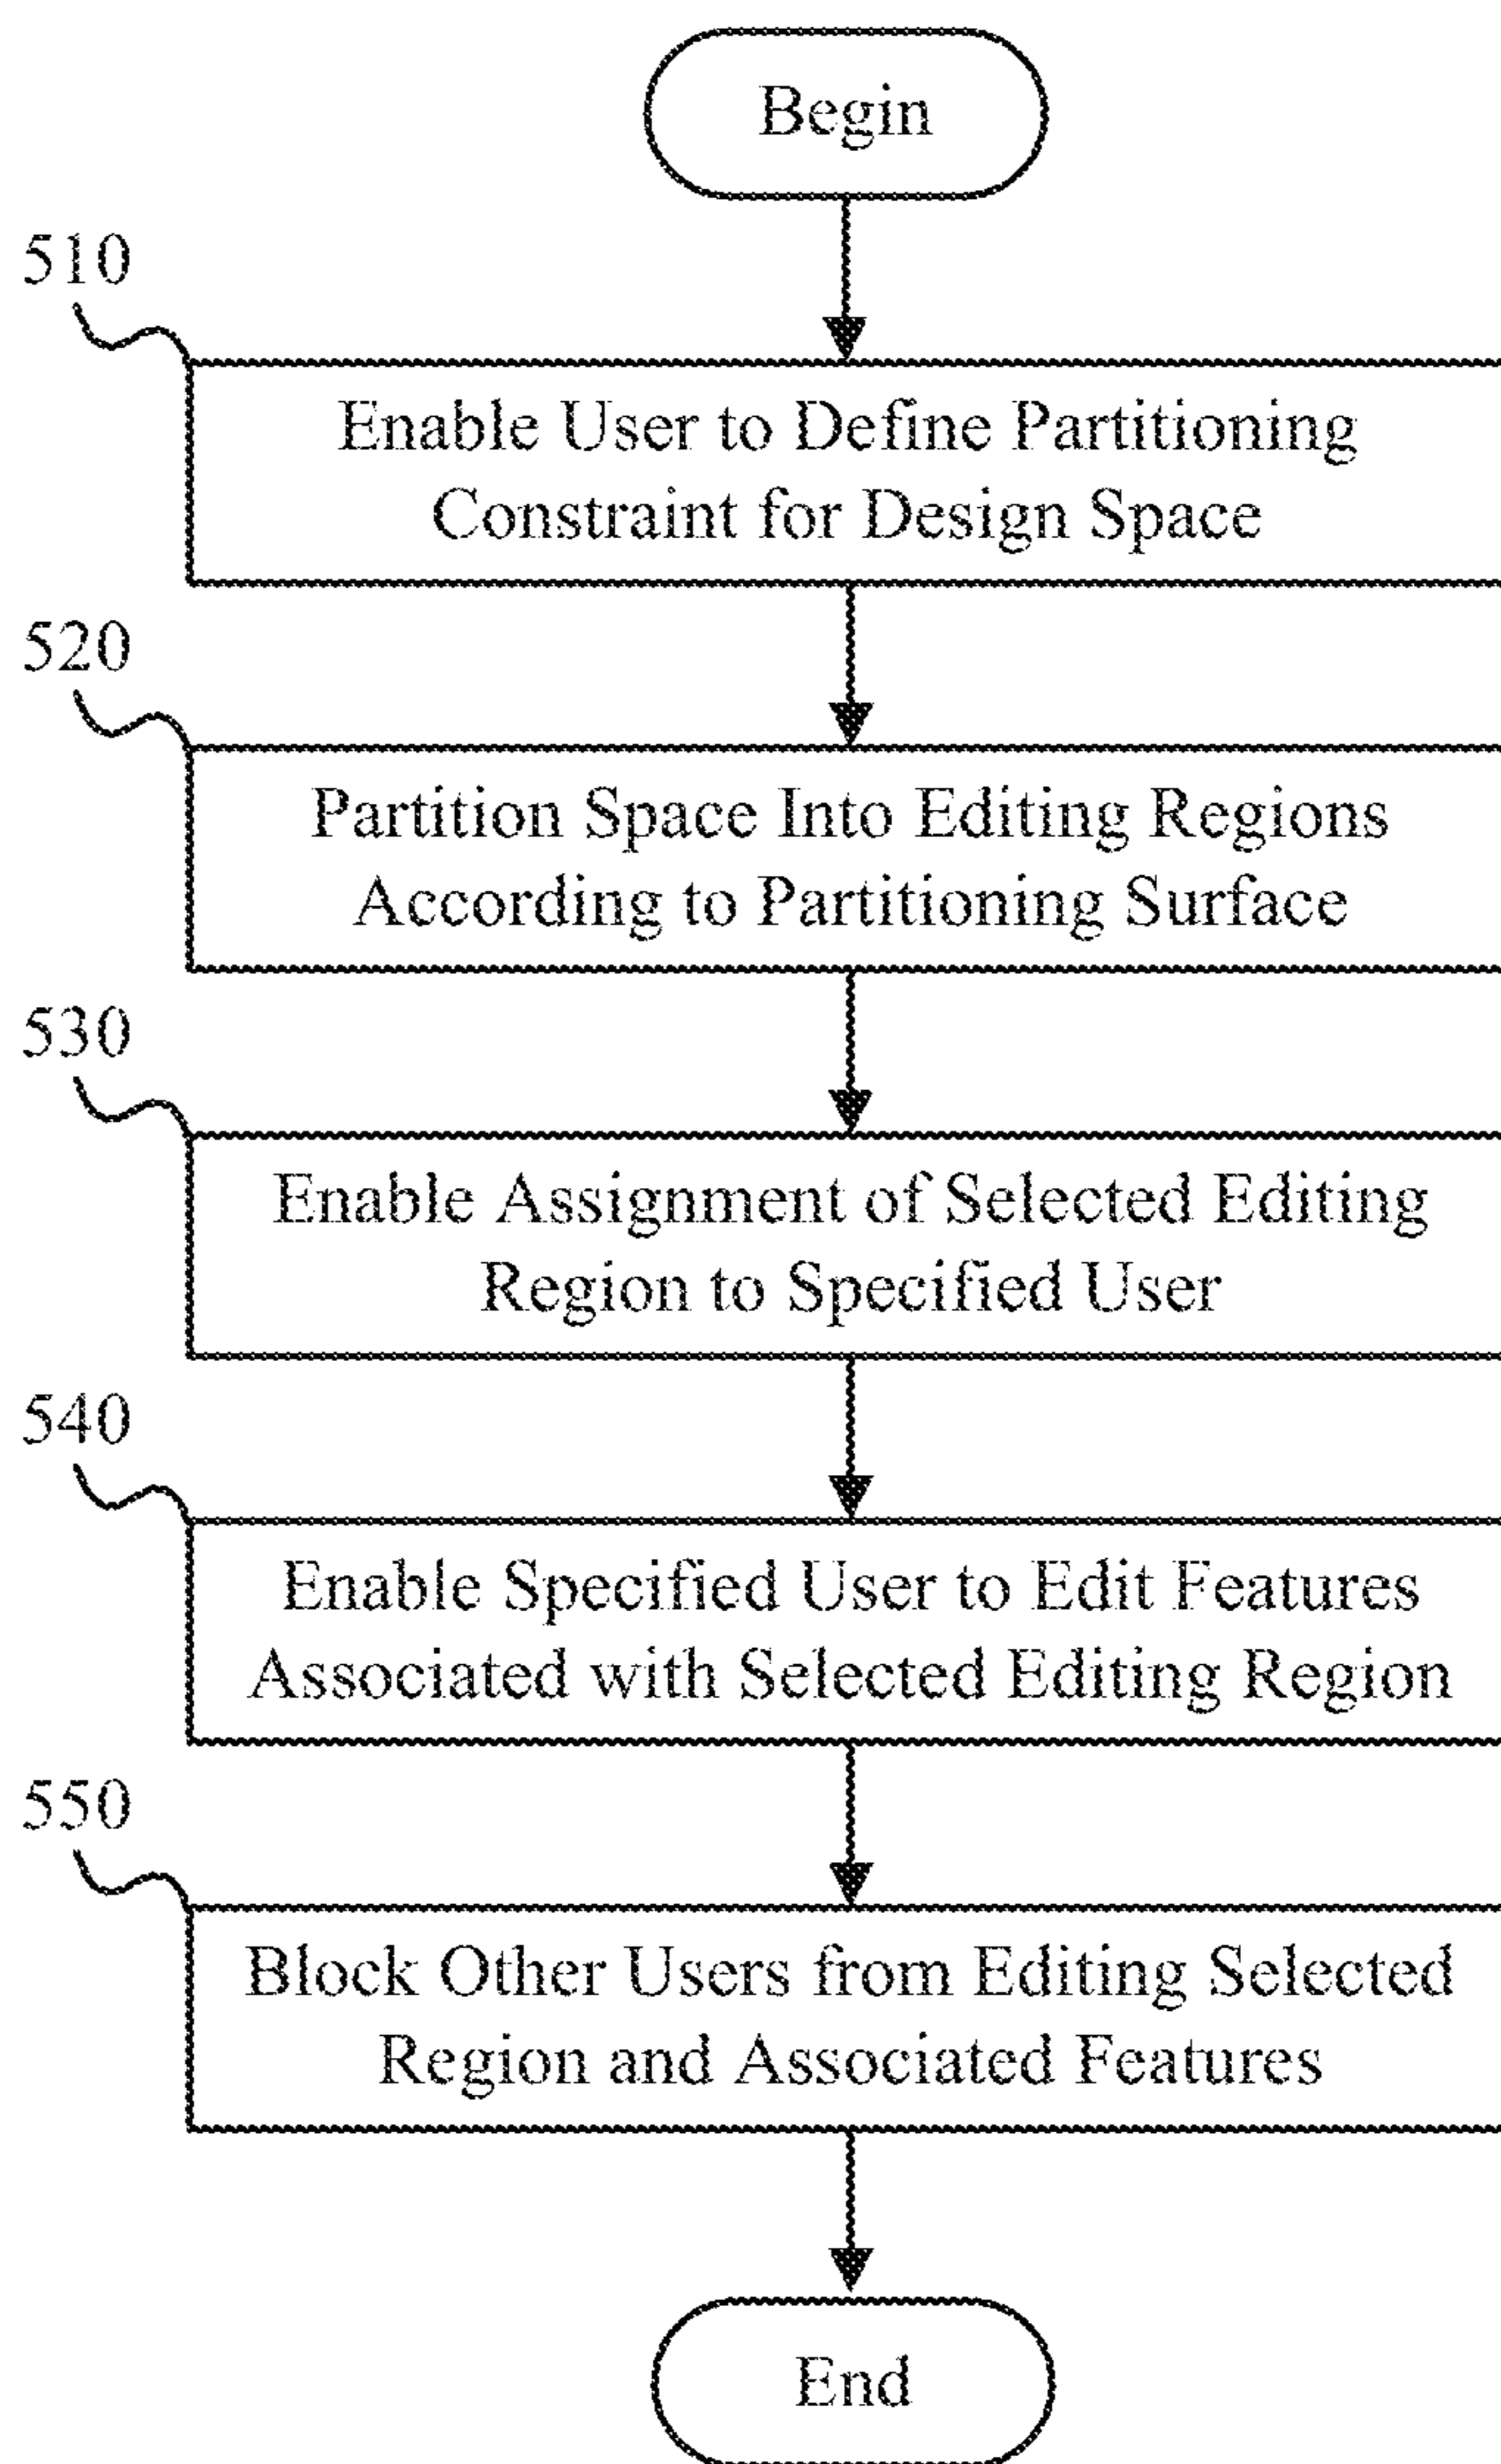 Begin
510
Enable User to Define Partitioning
Constraint for Design Space
520
Partition Space Into Editing Regions
According to Partitioning Surface
530
Enable Assignment of Selected Editing
Region to Specified User
540
Enable Specified User to Edit Features
Associated with Selected Editing Region
550
Block Other Users from Editing Selected
Region and Associated Features
End